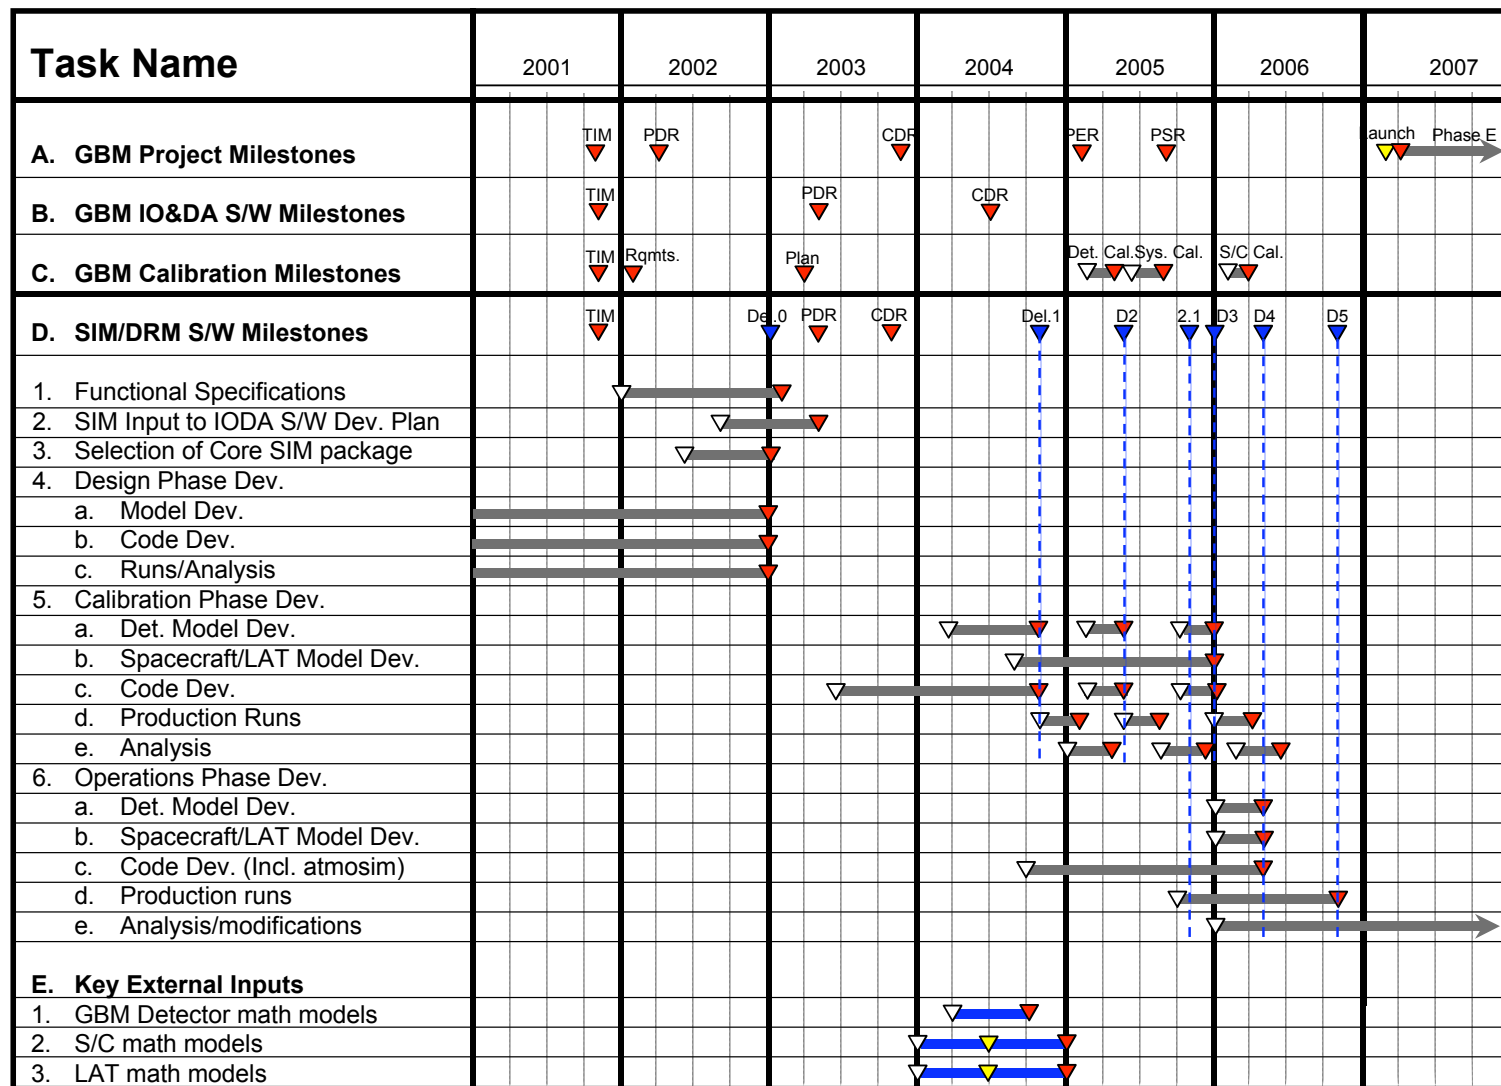 Task Name 2001 2002 2003 2004 2005 2006 2007
TIM PDR CDR PER PSR Launch Phase E
A. GBM Project Milestones
TIM PDR CDR
B. GBM IO&DA S/W Milestones
TIM Rqmts. Plan Det. Cal. Sys. Cal. S/C Cal.
C. GBM Calibration Milestones
TIM Del.0 PDR CDR Del.1 D2 2.1 D3 D4 D5
D. SIM/DRM S/W Milestones
1. Functional Specifications
2. SIM Input to IODA S/W Dev. Plan
3. Selection of Core SIM package
4. Design Phase Dev.
a. Model Dev.
b. Code Dev.
c. Runs/Analysis
5. Calibration Phase Dev.
a. Det. Model Dev.
b. Spacecraft/LAT Model Dev.
c. Code Dev.
d. Production Runs
e. Analysis
6. Operations Phase Dev.
a. Det. Model Dev.
b. Spacecraft/LAT Model Dev.
c. Code Dev. (Incl. atmosim)
d. Production runs
e. Analysis/modifications
E. Key External Inputs
1. GBM Detector math models
2. S/C math models
3. LAT math models